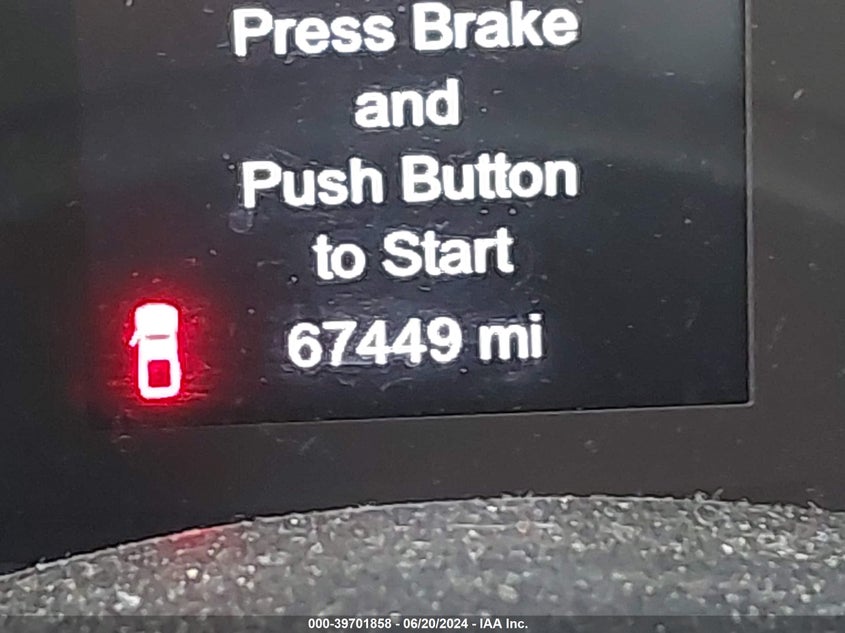 Press Brake
and
Push Button
to Start
67449 mi
000-39701858 - 06/20/2024 - IAA Inc.